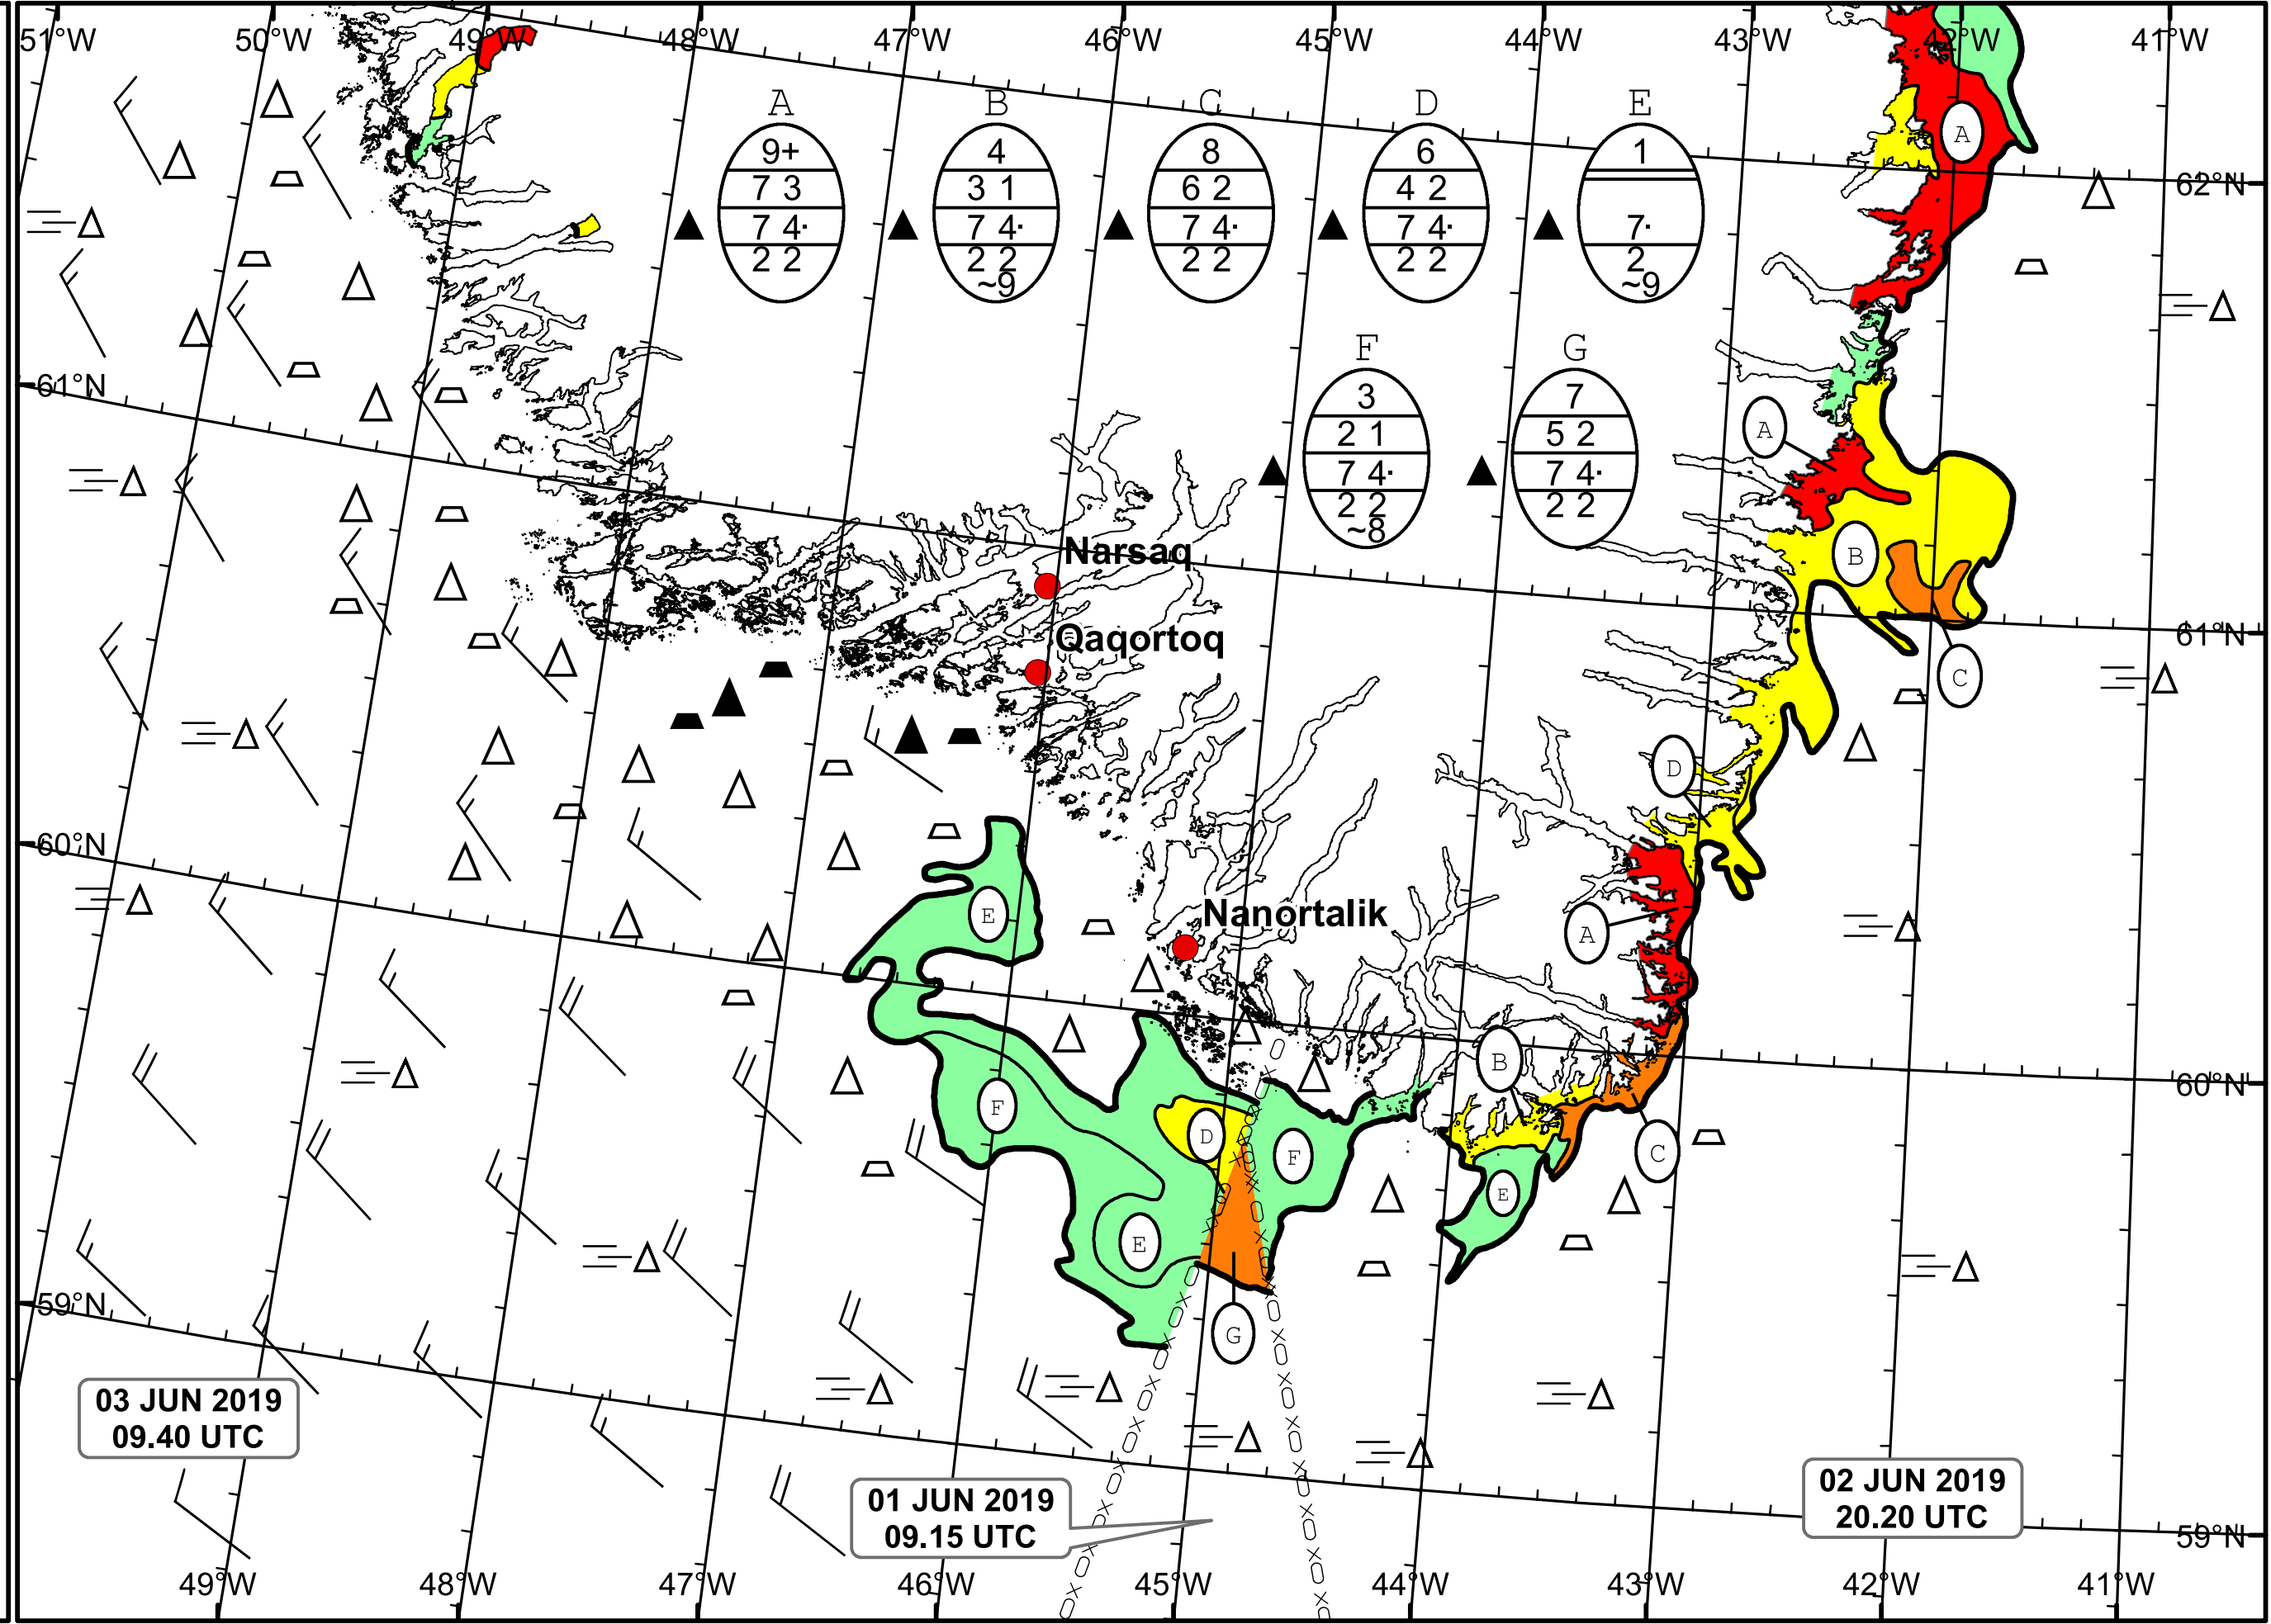 51°W 50°W 49°W 48°W 47°W 46°W 45°W 44°W 43°W 42°W 41°W
A B C D E
9+ 4 8 6 1
7 3 3 1 6 2 4 2
7 4· 7 4· 7 4· 7 4· 7·
2 2 2 2 2 2 2 2 2
~9 ~9
A
62°N
F G
3 7
2 1 5 2
7 4· 7 4·
2 2 2 2
~8
61°N
A
B
Narsaq
61°N
Qaqortoq
C
D
60°N
E
Nanortalik
A
B
60°N
F
D
F
C
E
E
59°N
G
03 JUN 2019
09.40 UTC
01 JUN 2019
09.15 UTC
02 JUN 2019
20.20 UTC
59°N
49°W 48°W 47°W 46°W 45°W 44°W 43°W 42°W 41°W